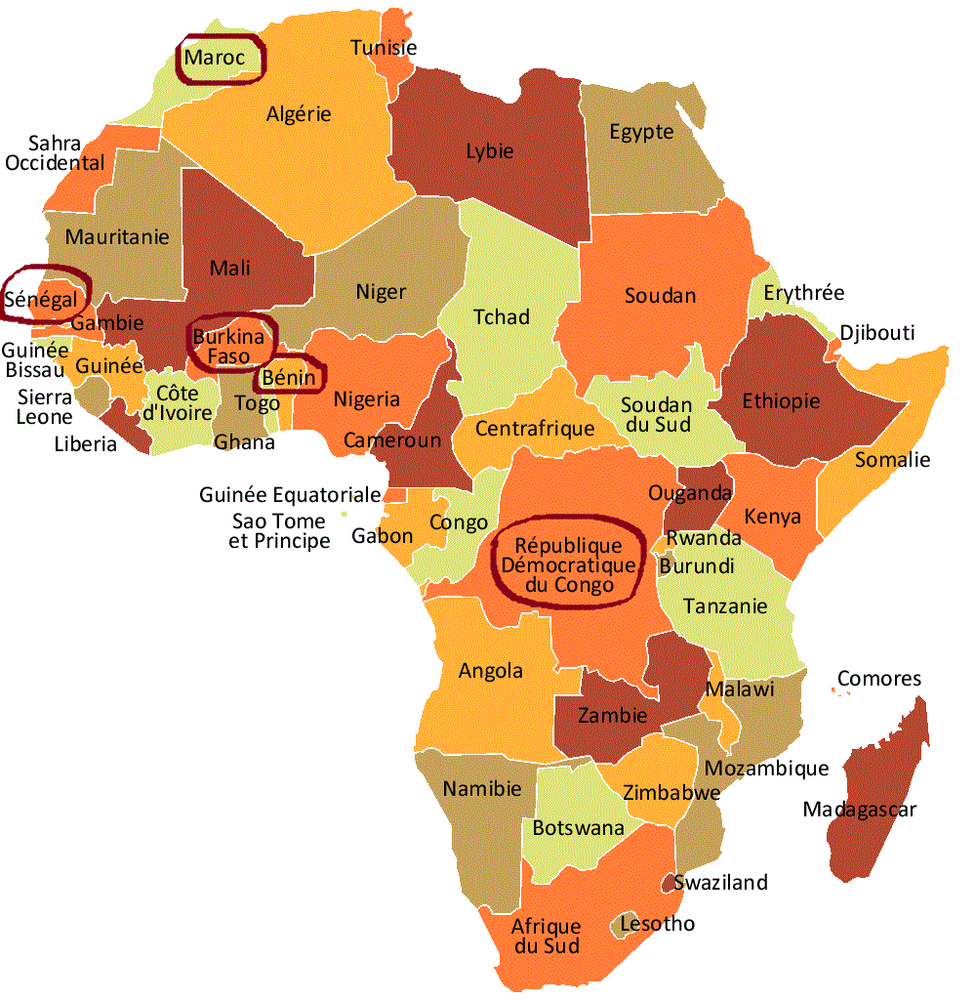 Maroc
Tunisie
Algérie
Lybie
Egypte
Sahra
Occidental
Mauritanie
Mali
Niger
Tchad
Soudan
Erythrée
Djibouti
Sénégal
Gambie
Burkina
Faso
Guinée
Bissau
Guinée
Bénin
Sierra
Leone
Côte
d'Ivoire
Togo
Nigeria
Liberia
Ghana
Cameroun
Centrafrique
Soudan
du Sud
Ethiopie
Somalie
Guinée Equatoriale
Sao Tome
et Principe
Gabon
Congo
Ouganda
Kenya
Rwanda
Burundi
République
Démocratique
du Congo
Tanzanie
Angola
Zambie
Malawi
Comores
Mozambique
Madagascar
Namibie
Zimbabwe
Botswana
Swaziland
Lesotho
Afrique
du Sud